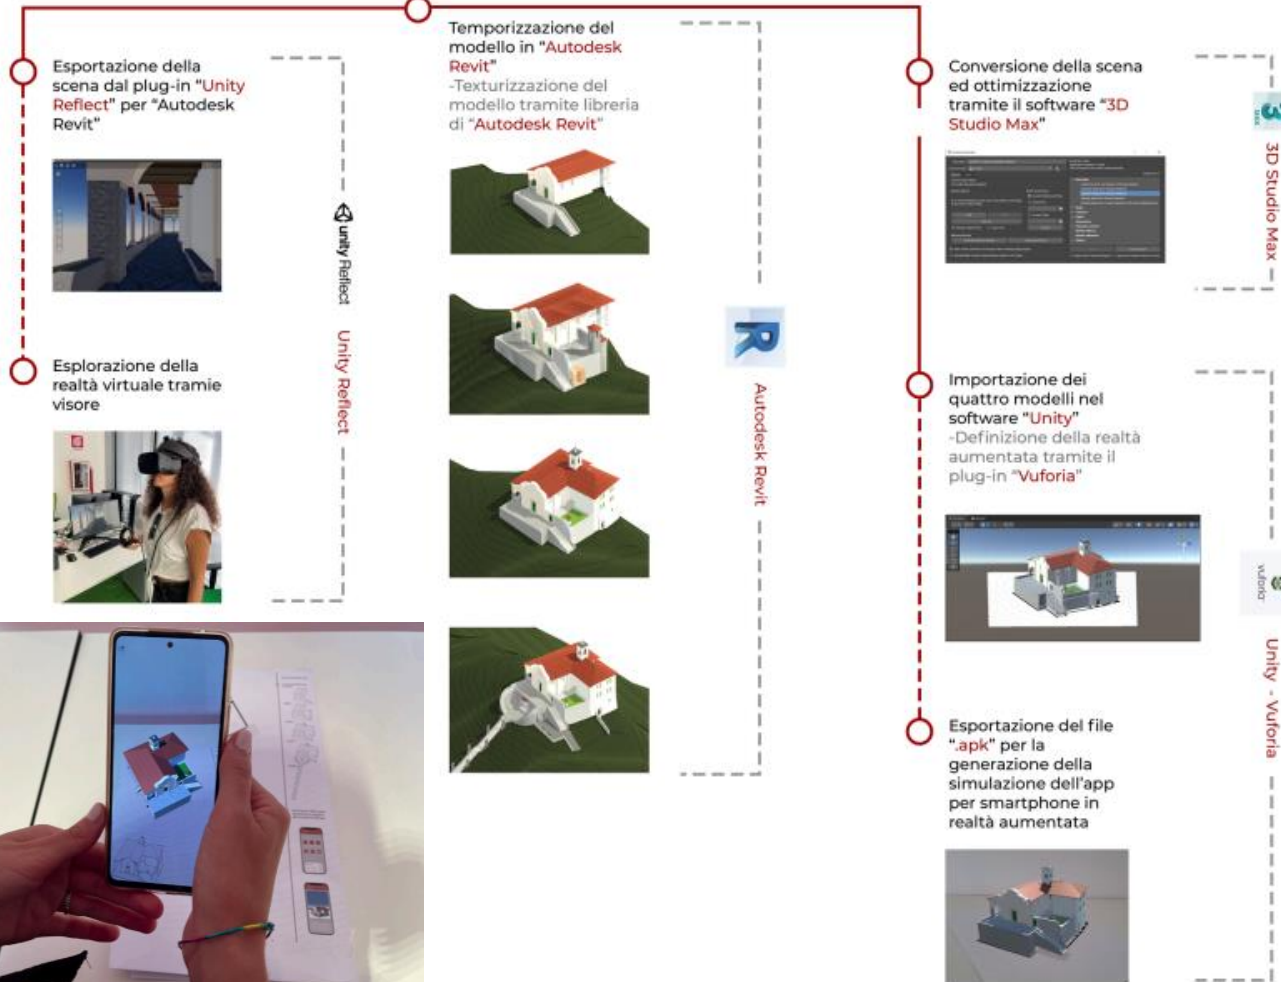 Esportazione della
scena dal plug-in “Unity
Reflect” per “Autodesk
Revit”
unity Reflect
Unity Reflect
Esplorazione della
realtà virtuale tramie
visore
Temporizzazione del
modello in “Autodesk
Revit”
-Texturizzazione del
modello tramite libreria
di “Autodesk Revit”
Autodesk Revit
Conversione della scena
ed ottimizzazione
tramite il software “3D
Studio Max”
3
3D Studio Max
Importazione dei
quattro modelli nel
software “Unity”
-Definizione della realtà
aumentata tramite il
plug-in “Vuforia”
vuforia
Unity - Vuforia
Esportazione del file
“.apk” per la
generazione della
simulazione dell’app
per smartphone in
realtà aumentata